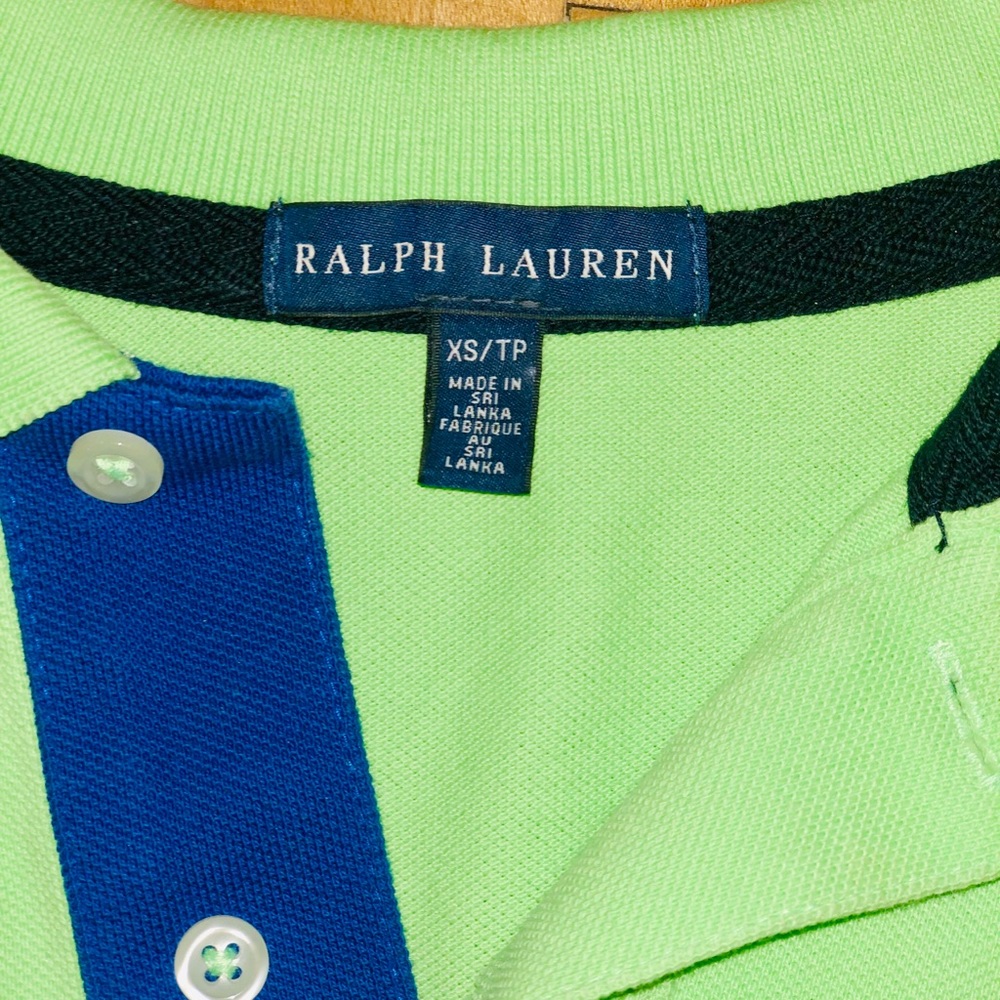 RALPH LAUREN
XS/TP
MADE IN
SRI
LANKA
FABRIQUE
AU
SRI
LANKA